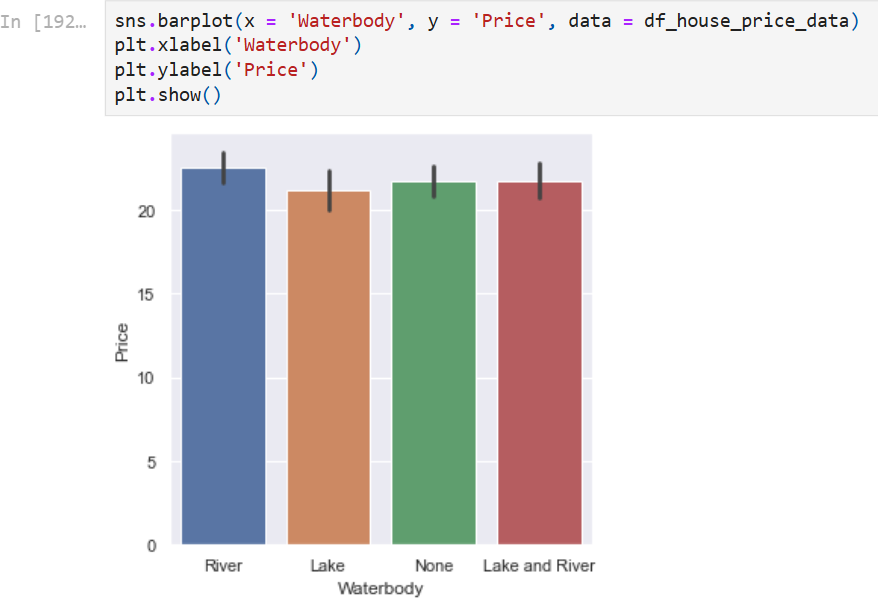 In [192…
sns.barplot(x = 'Waterbody', y = 'Price', data = df_house_price_data)
plt.xlabel('Waterbody')
plt.ylabel('Price')
plt.show()
20
15
10
5
0
Price
River Lake None Lake and River
Waterbody